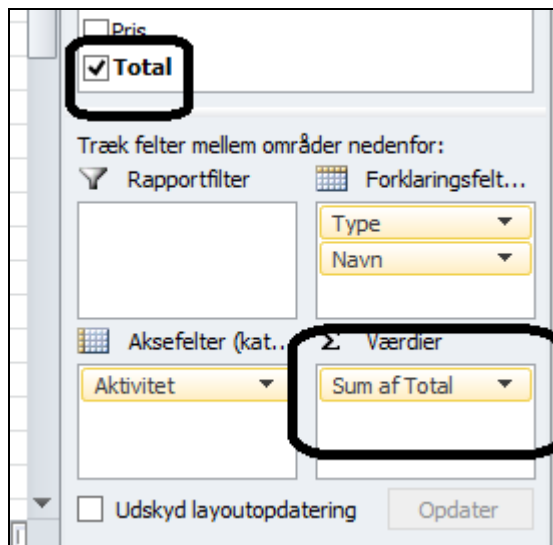 Pris
Total
Træk felter mellem områder nedenfor:
Rapportfilter
Forklaringsfelt...
Type
Navn
Aksefelter (kat...
Σ Værdier
Aktivitet
Sum af Total
Udskyd layoutopdatering
Opdater